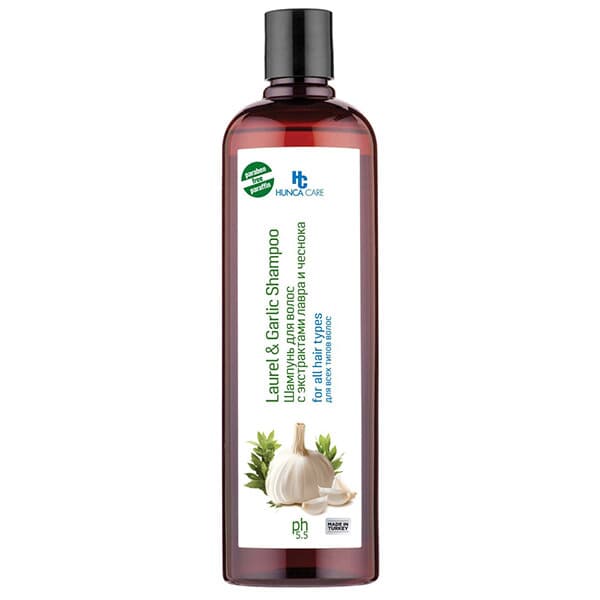 paraben
free
paraffin
HC
HUNCA CARE
Laurel & Garlic Shampoo
Шампунь для волос
с экстрактами лавра и чеснока
for all hair types
для всех типов волос
ph
5.5
MADE IN
TURKEY